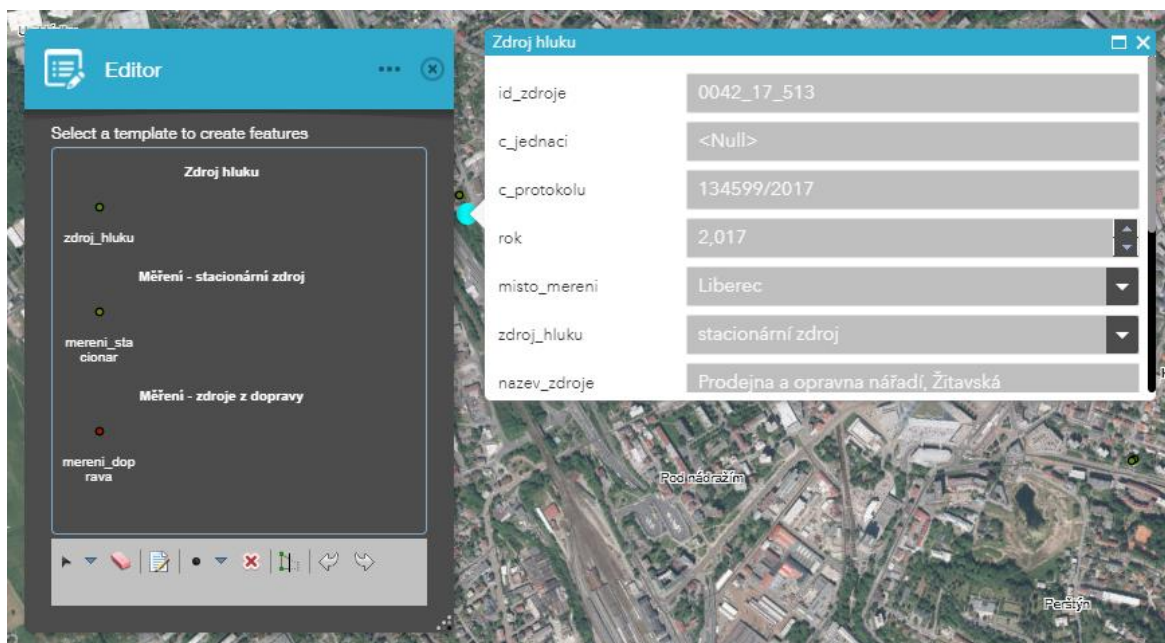 Editor
Select a template to create features
Zdroj hluku
zdroj_hluku
Měření - stacionární zdroj
mereni_sta
cionar
Měření - zdroje z dopravy
mereni_dop
rava
Zdroj hluku
id_zdroje 0042_17_513
c_jednaci <Null>
c_protokolu 134599/2017
rok 2,017
misto_mereni Liberec
zdroj_hluku stacionární zdroj
nazev_zdroje Prodejna a opravna nářadí, Žitavská
Pod nádražím
Perštýn